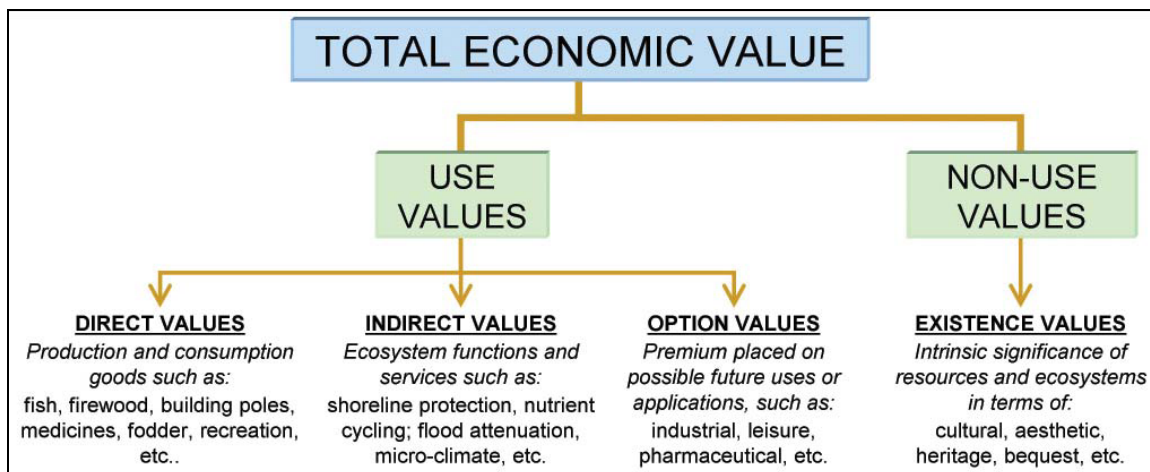 TOTAL ECONOMIC VALUE
USE
VALUES
NON-USE
VALUES
DIRECT VALUES
Production and consumption
goods such as:
fish, firewood, building poles,
medicines, fodder, recreation,
etc..
INDIRECT VALUES
Ecosystem functions and
services such as:
shoreline protection, nutrient
cycling; flood attenuation,
micro-climate, etc.
OPTION VALUES
Premium placed on
possible future uses or
applications, such as:
industrial, leisure,
pharmaceutical, etc.
EXISTENCE VALUES
Intrinsic significance of
resources and ecosystems
in terms of:
cultural, aesthetic,
heritage, bequest, etc.